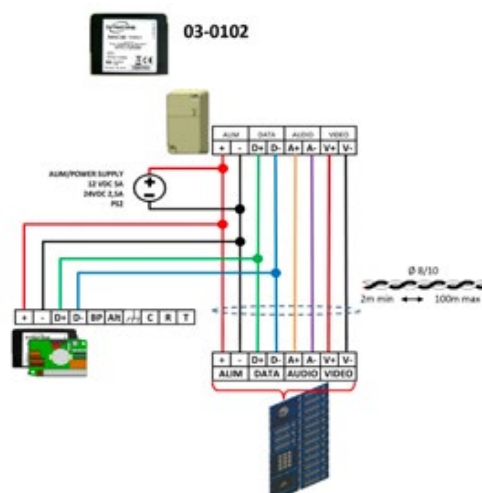 03-0102
ALIM DATA AUDIO VIDEO
+ - D+ D- A+ A- V+ V-
ALIM/POWER SUPPLY
12 VDC 5A
24VDC 2,5A
PS2
+
−
Ø 8/10
2m min 100m max
+ - D+ D- BP Alt C R T
+ - D+ D- A+ A- V+ V-
ALIM DATA AUDIO VIDEO